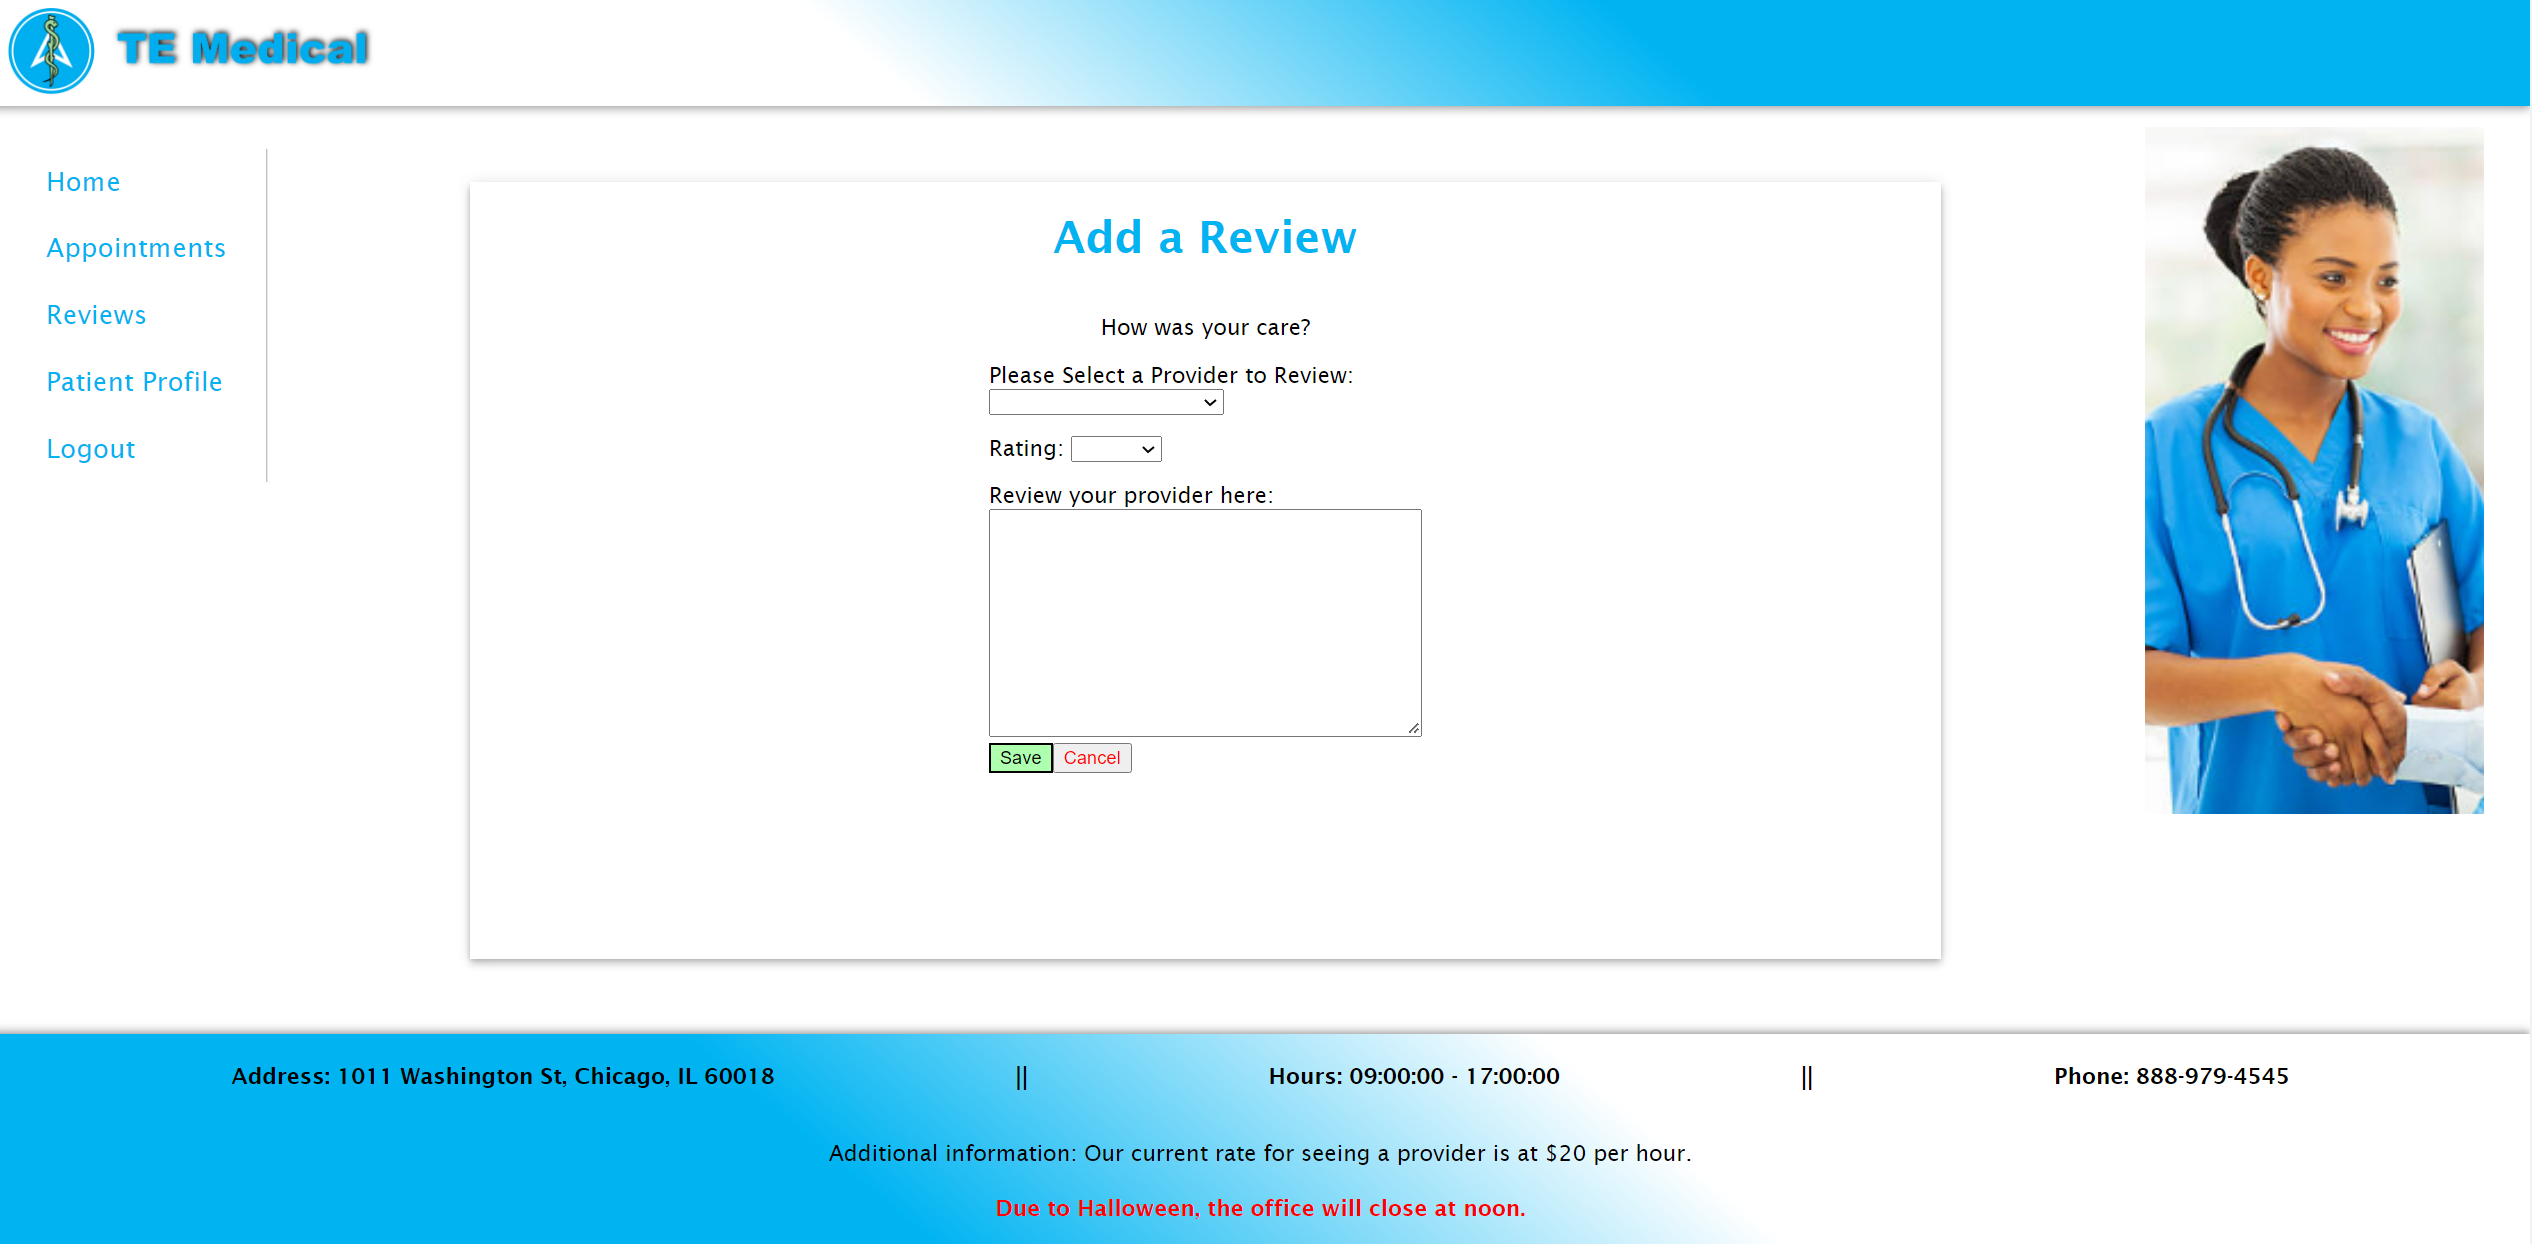 TE Medical
Home
Appointments
Reviews
Patient Profile
Logout
Add a Review
How was your care?
Please Select a Provider to Review:
Rating:
Review your provider here:
Save Cancel
Address: 1011 Washington St, Chicago, IL 60018 || Hours: 09:00:00 - 17:00:00 || Phone: 888-979-4545
Additional information: Our current rate for seeing a provider is at $20 per hour.
Due to Halloween, the office will close at noon.